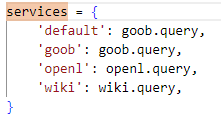 services = {
    'default': goob.query,
    'goob': goob.query,
    'openl': openl.query,
    'wiki': wiki.query,
}